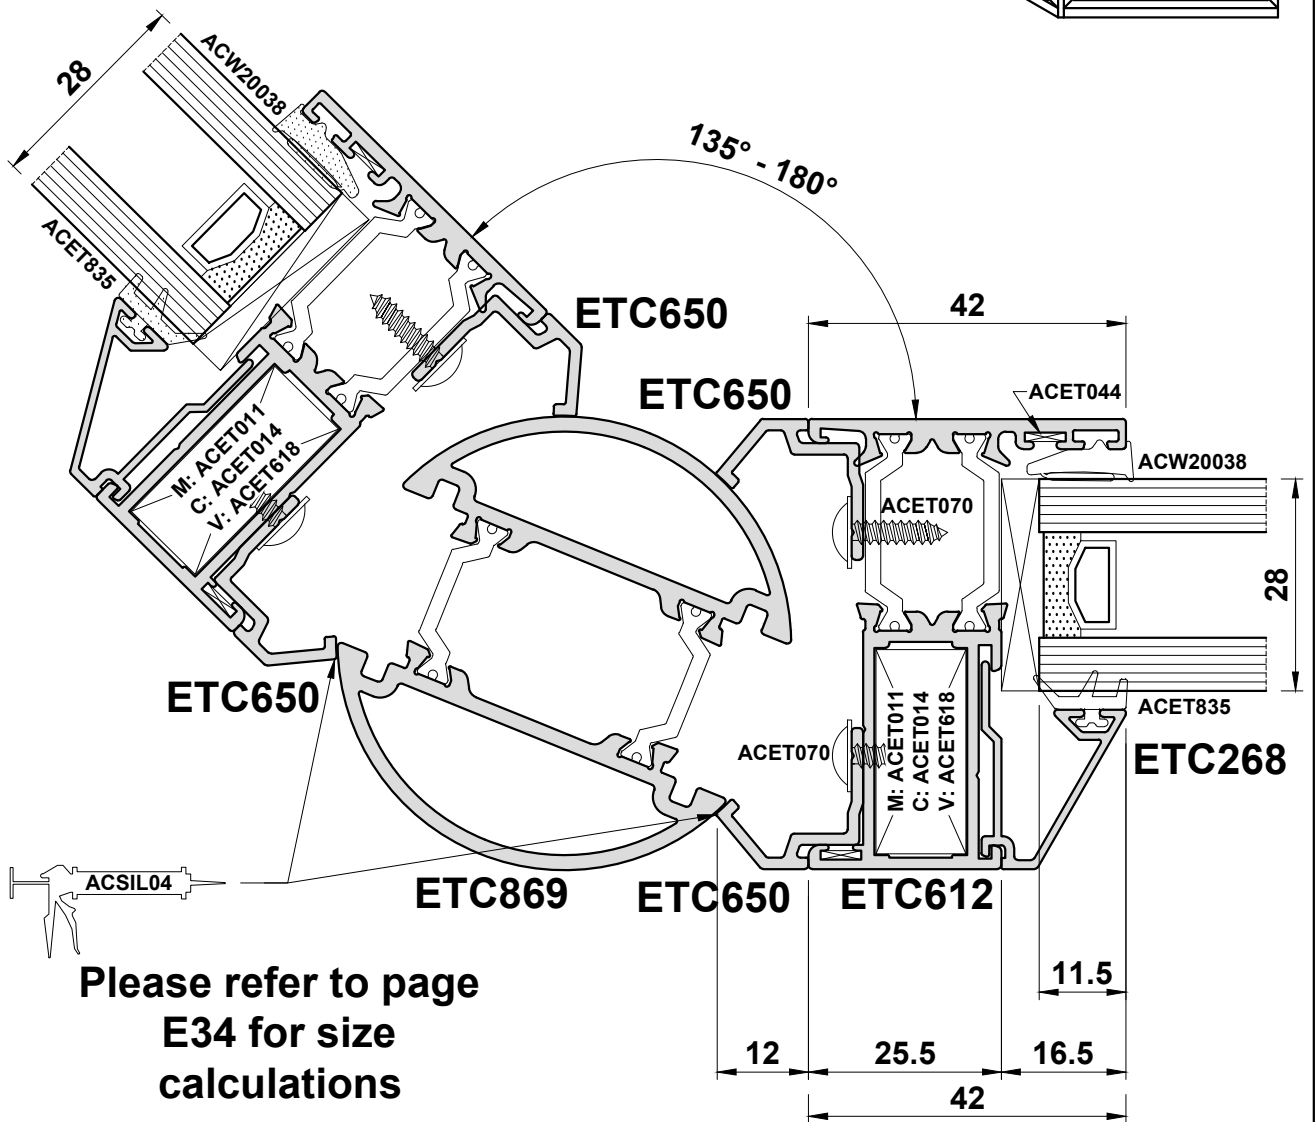 28
ACW20038
135° - 180°
ACET835
ETC650
42
ETC650
ACET044
ACW20038
M: ACET011
C: ACET014
V: ACET618
ACET070
28
ETC650
ACET835
ACET070
M: ACET011
C: ACET014
V: ACET618
ETC268
ACSIL04
ETC869
ETC650
ETC612
Please refer to page
E34 for size
calculations
11.5
12
25.5
16.5
42